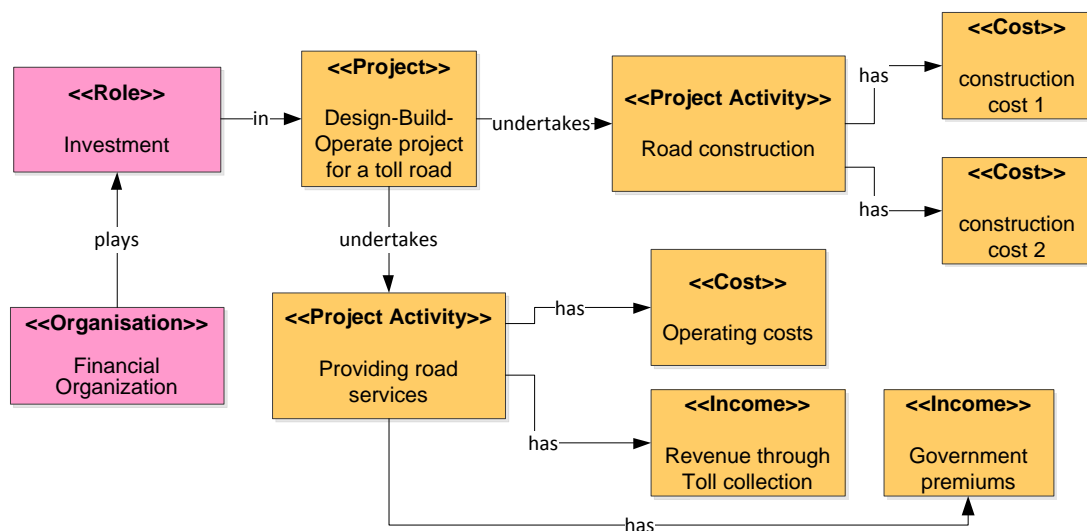 <<Cost>>
construction
cost 1
<<Project>>
Design-Build-
Operate project
for a toll road
<<Role>>
Investment
in
undertakes
<<Project Activity>>
Road construction
has
has
<<Cost>>
construction
cost 2
plays
undertakes
<<Organisation>>
Financial
Organization
<<Project Activity>>
Providing road
services
has
<<Cost>>
Operating costs
has
<<Income>>
Revenue through
Toll collection
<<Income>>
Government
premiums
has